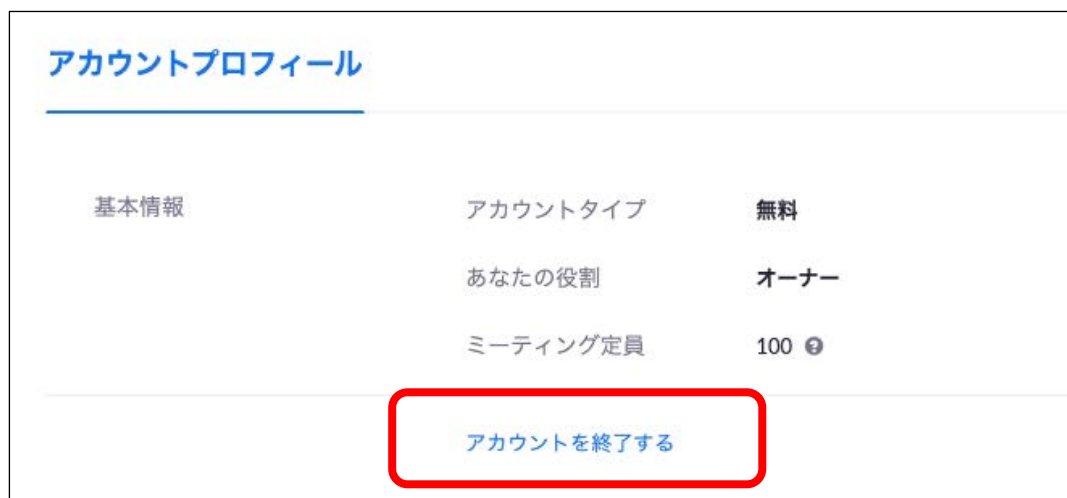 アカウントプロフィール
基本情報
アカウントタイプ 無料
あなたの役割 オーナー
ミーティング定員 100 ?
アカウントを終了する